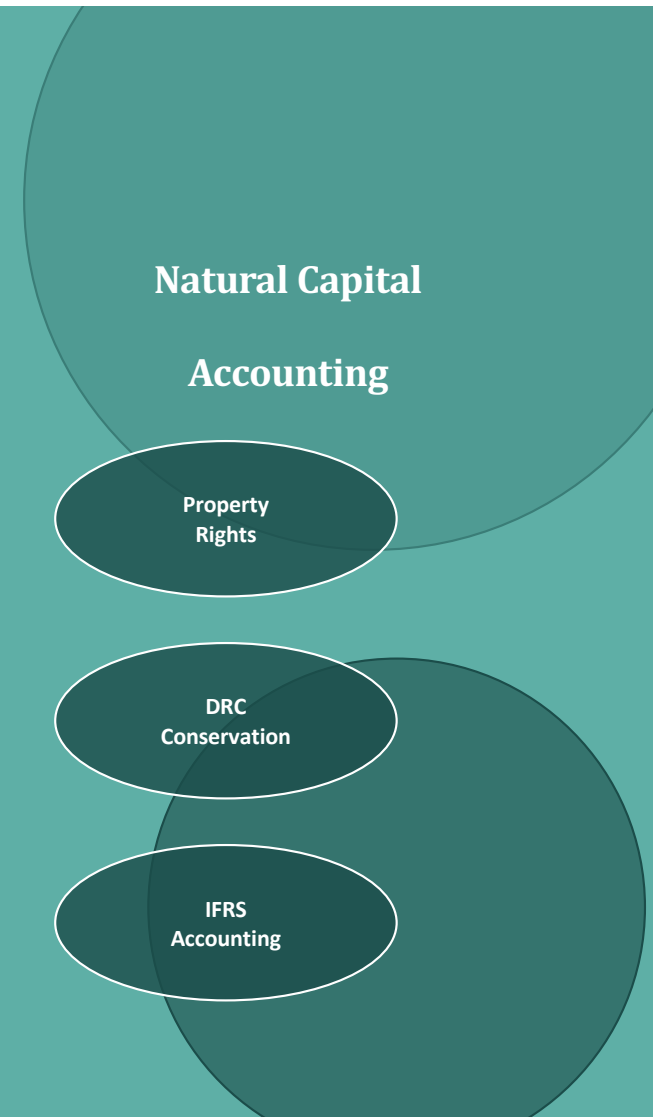 Natural Capital
Accounting
Property
Rights
DRC
Conservation
IFRS
Accounting